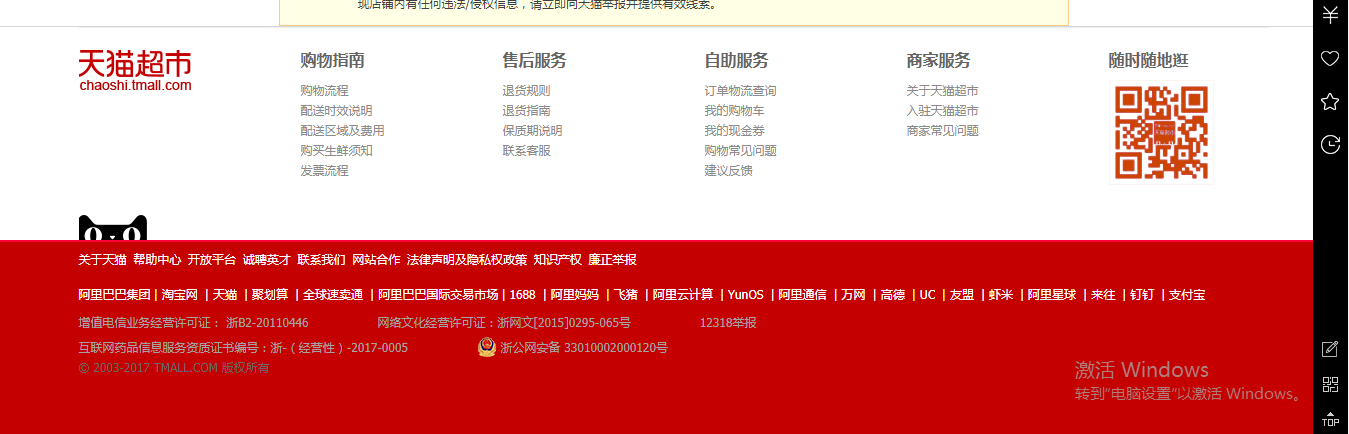 现店铺内有任何违法/侵权信息，请立即向天猫举报并提供有效线索。
天猫超市
chaoshi.tmall.com
购物指南
购物流程
配送时效说明
配送区域及费用
购买生鲜须知
发票流程
售后服务
退货规则
退货指南
保质期说明
联系客服
自助服务
订单物流查询
我的购物车
我的现金券
购物常见问题
建议反馈
商家服务
关于天猫超市
入驻天猫超市
商家常见问题
随时随地逛
关于天猫 帮助中心 开放平台 诚聘英才 联系我们 网站合作 法律声明及隐私权政策 知识产权 廉正举报
阿里巴巴集团 | 淘宝网 | 天猫 | 聚划算 | 全球速卖通 | 阿里巴巴国际交易市场 | 1688 | 阿里妈妈 | 飞猪 | 阿里云计算 | YunOS | 阿里通信 | 万网 | 高德 | UC | 友盟 | 虾米 | 阿里星球 | 来往 | 钉钉 | 支付宝
增值电信业务经营许可证： 浙B2-20110446 网络文化经营许可证：浙网文[2015]0295-065号 12318举报
互联网药品信息服务资质证书编号：浙-（经营性）-2017-0005 浙公网安备 33010002000120号
© 2003-2017 TMALL.COM 版权所有
激活 Windows
转到"电脑设置"以激活 Windows。
TOP